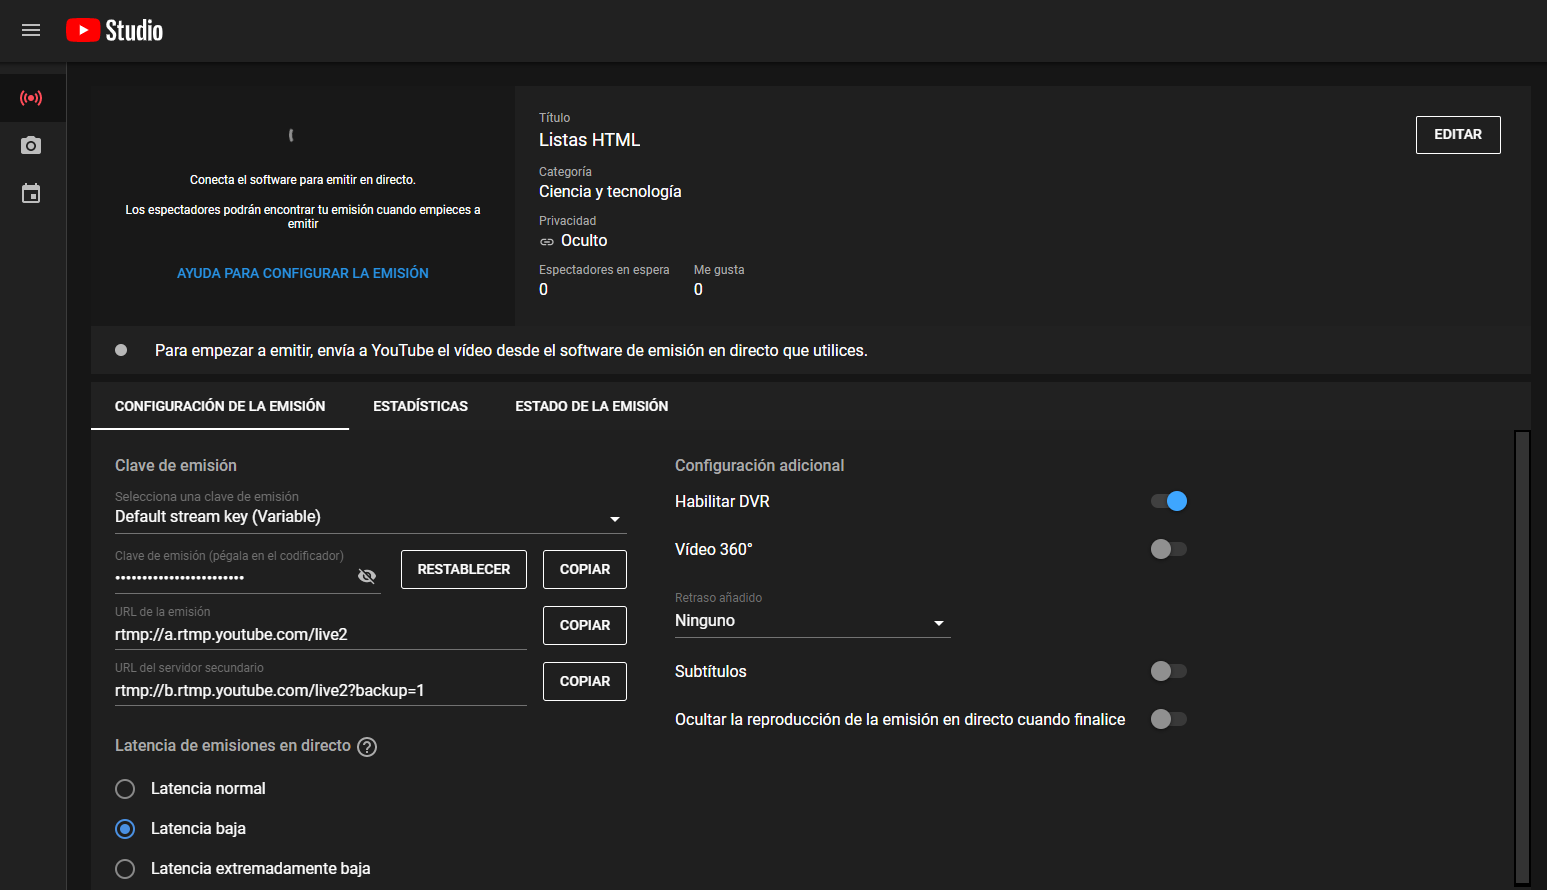 Studio
Conecta el software para emitir en directo.
Los espectadores podrán encontrar tu emisión cuando empieces a
emitir
AYUDA PARA CONFIGURAR LA EMISIÓN
Título
Listas HTML
EDITAR
Categoría
Ciencia y tecnología
Privacidad
Oculto
Espectadores en espera
0
Me gusta
0
Para empezar a emitir, envía a YouTube el vídeo desde el software de emisión en directo que utilices.
CONFIGURACIÓN DE LA EMISIÓN
ESTADÍSTICAS
ESTADO DE LA EMISIÓN
Clave de emisión
Selecciona una clave de emisión
Default stream key (Variable)
Clave de emisión (pégala en el codificador)
••••••••••••••••••••••••
RESTABLECER
COPIAR
URL de la emisión
rtmp://a.rtmp.youtube.com/live2
COPIAR
URL del servidor secundario
rtmp://b.rtmp.youtube.com/live2?backup=1
COPIAR
Latencia de emisiones en directo
Latencia normal
Latencia baja
Latencia extremadamente baja
Configuración adicional
Habilitar DVR
Vídeo 360°
Retraso añadido
Ninguno
Subtítulos
Ocultar la reproducción de la emisión en directo cuando finalice